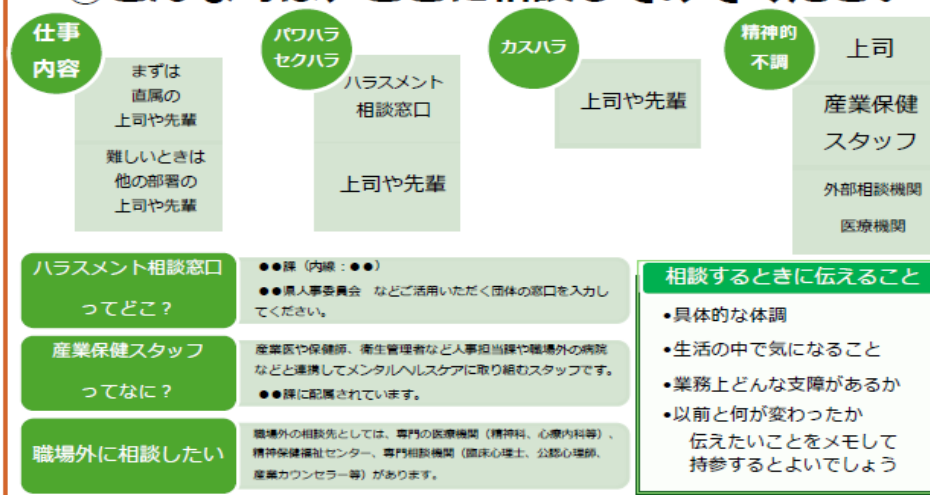 仕事
内容
まずは
直属の
上司や先輩
難しいときは
他の部署の
上司や先輩
パワハラ
セクハラ
ハラスメント
相談窓口
上司や先輩
カスハラ
上司や先輩
精神的
不調
上司
産業保健
スタッフ
外部相談機関
医療機関
ハラスメント相談窓口
ってどこ？
●●課（内線：●●）
●●県人事委員会　などご活用いただく団体の窓口を入力し
てください。
産業保健スタッフ
ってなに？
産業医や保健師、衛生管理者など人事担当課や職場外の病院
などと連携してメンタルヘルスケアに取り組むスタッフです。
●●課に配属されています。
職場外に相談したい
職場外の相談先としては、専門の医療機関（精神科、心療内科等）、
精神保健福祉センター、専門相談機関（臨床心理士、公認心理師、
産業カウンセラー等）があります。
相談するときに伝えること
•具体的な体調
•生活の中で気になること
•業務上どんな支障があるか
•以前と何が変わったか
伝えたいことをメモして
持参するとよいでしょう